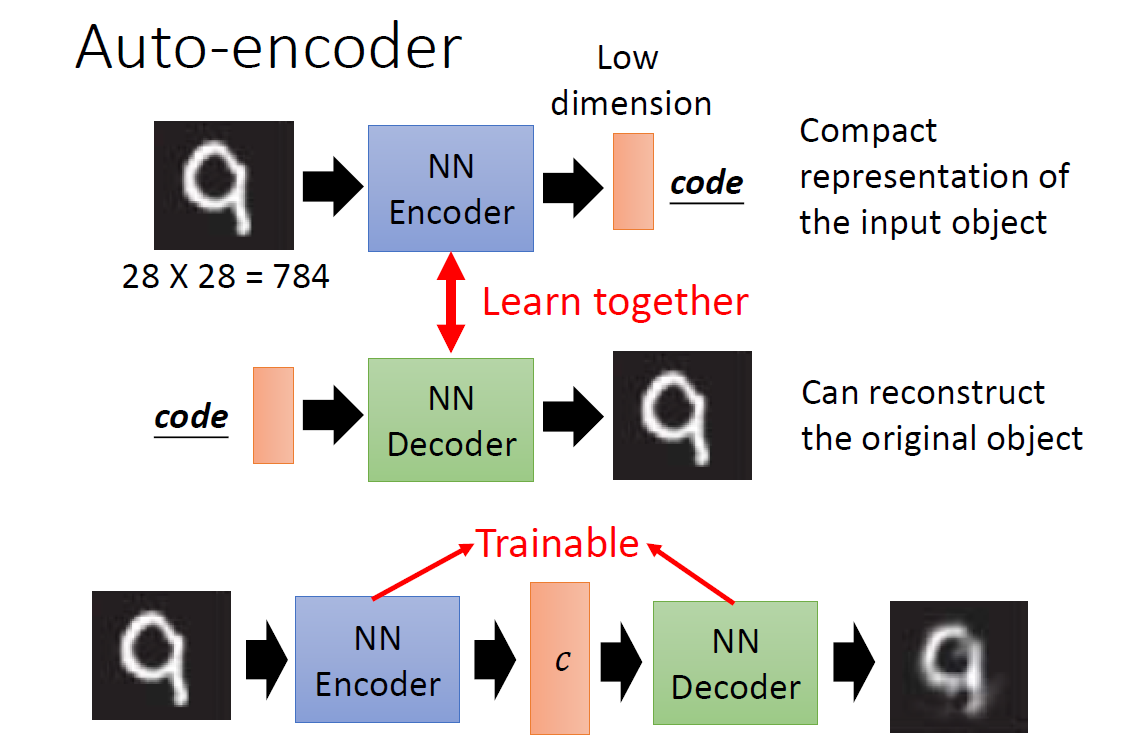 Auto-encoder
Low
dimension
NN
Encoder
code
Compact
representation of
the input object
28 X 28 = 784
Learn together
code
NN
Decoder
Can reconstruct
the original object
Trainable
NN
Encoder
c
NN
Decoder